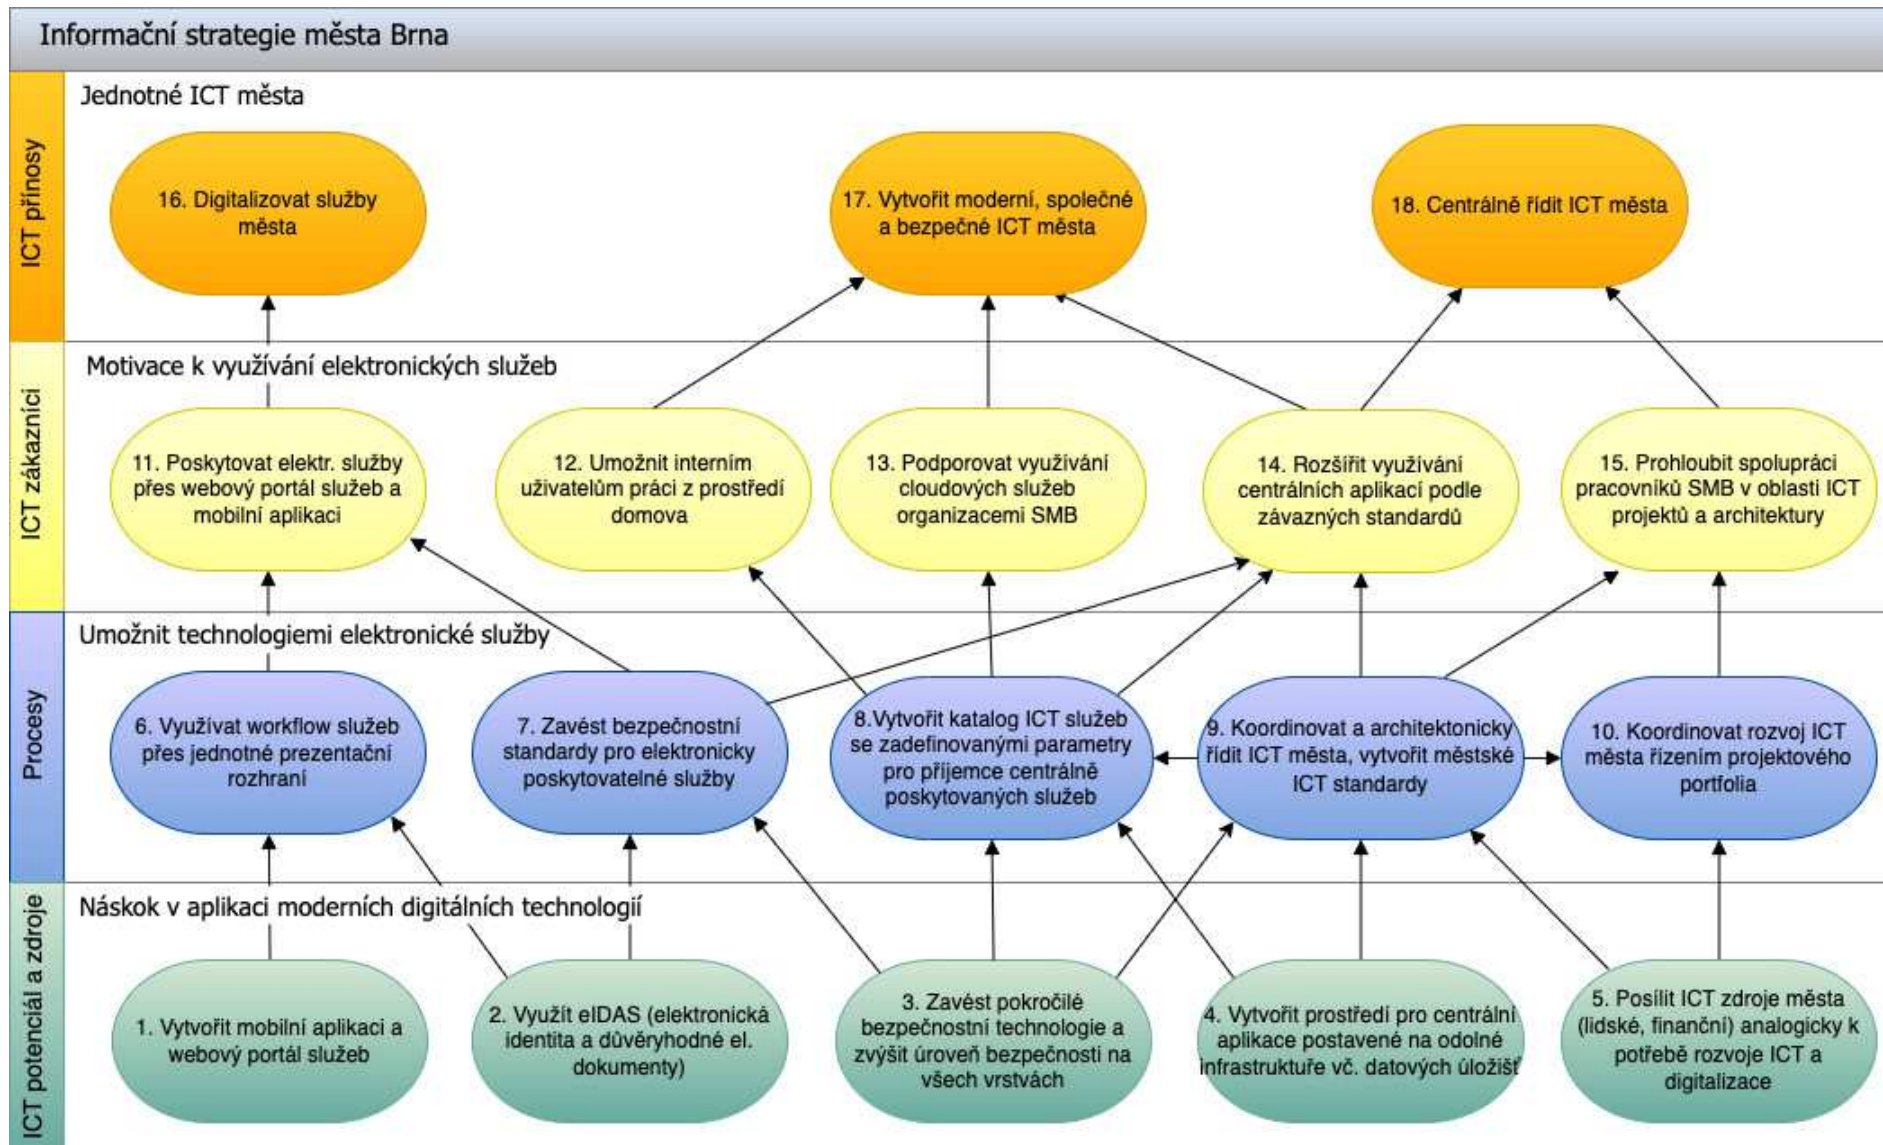 Informační strategie města Brna
ICT přínosy
Jednotné ICT města
16. Digitalizovat služby
města
17. Vytvořit moderní, společné
a bezpečné ICT města
18. Centrálně řídit ICT města
ICT zákazníci
Motivace k využívání elektronických služeb
11. Poskytovat elektr. služby
přes webový portál služeb a
mobilní aplikaci
12. Umožnit interním
uživatelům práci z prostředí
domova
13. Podporovat využívání
cloudových služeb
organizacemi SMB
14. Rozšířit využívání
centrálních aplikací podle
závazných standardů
15. Prohloubit spolupráci
pracovníků SMB v oblasti ICT
projektů a architektury
Procesy
Umožnit technologiemi elektronické služby
6. Využívat workflow služeb
přes jednotné prezentační
rozhraní
7. Zavést bezpečnostní
standardy pro elektronicky
poskytovatelné služby
8.Vytvořit katalog ICT služeb
se zadefinovanými parametry
pro příjemce centrálně
poskytovaných služeb
9. Koordinovat a architektonicky
řídit ICT města, vytvořit městské
ICT standardy
10. Koordinovat rozvoj ICT
města řízením projektového
portfolia
ICT potenciál a zdroje
Náskok v aplikaci moderních digitálních technologií
1. Vytvořit mobilní aplikaci a
webový portál služeb
2. Využít eIDAS (elektronická
identita a důvěryhodné el.
dokumenty)
3. Zavést pokročilé
bezpečnostní technologie a
zvýšit úroveň bezpečnosti na
všech vrstvách
4. Vytvořit prostředí pro centrální
aplikace postavené na odolné
infrastruktuře vč. datových úložišť
5. Posílit ICT zdroje města
(lidské, finanční) analogicky k
potřebě rozvoje ICT a
digitalizace